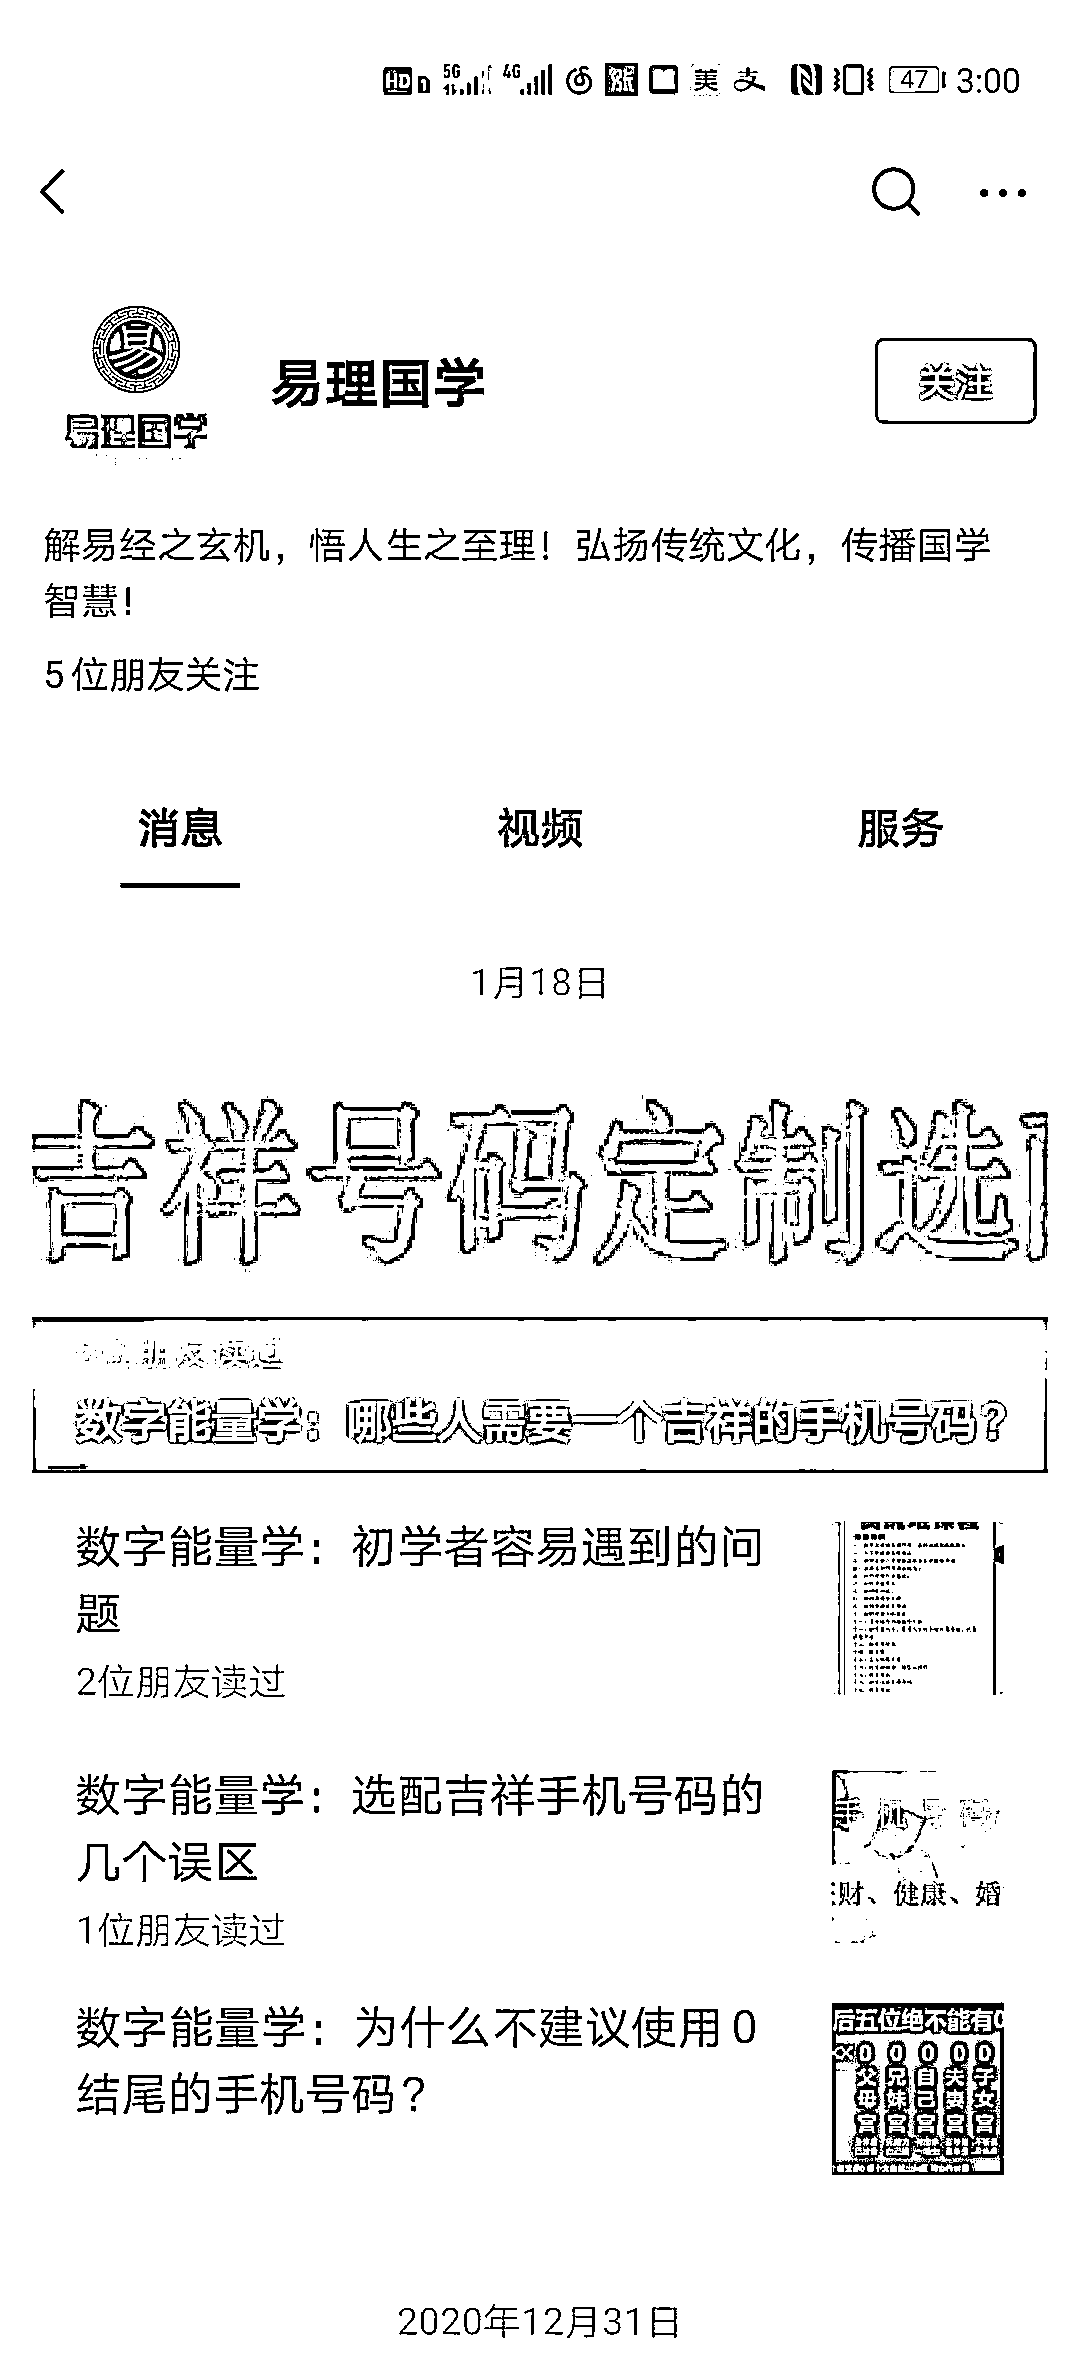 HD 5G 4G 美 支 47 3:00
易
易理国学
易理国学
关注
解易经之玄机，悟人生之至理！弘扬传统文化，传播国学
智慧！
5位朋友关注
消息 视频 服务
1月18日
吉祥号码定制选
朋友读过
数字能量学：哪些人需要一个吉祥的手机号码？
数字能量学：初学者容易遇到的问
题
2位朋友读过
数字能量学：选配吉祥手机号码的
几个误区
1位朋友读过
手机号码
财、健康、婚
数字能量学：为什么不建议使用0
结尾的手机号码？
后五位绝不能有0
0 0 0 0 0
父 兄 自 夫 子
母 妹 己 妻 女
宫 宫 宫 宫 宫
2020年12月31日